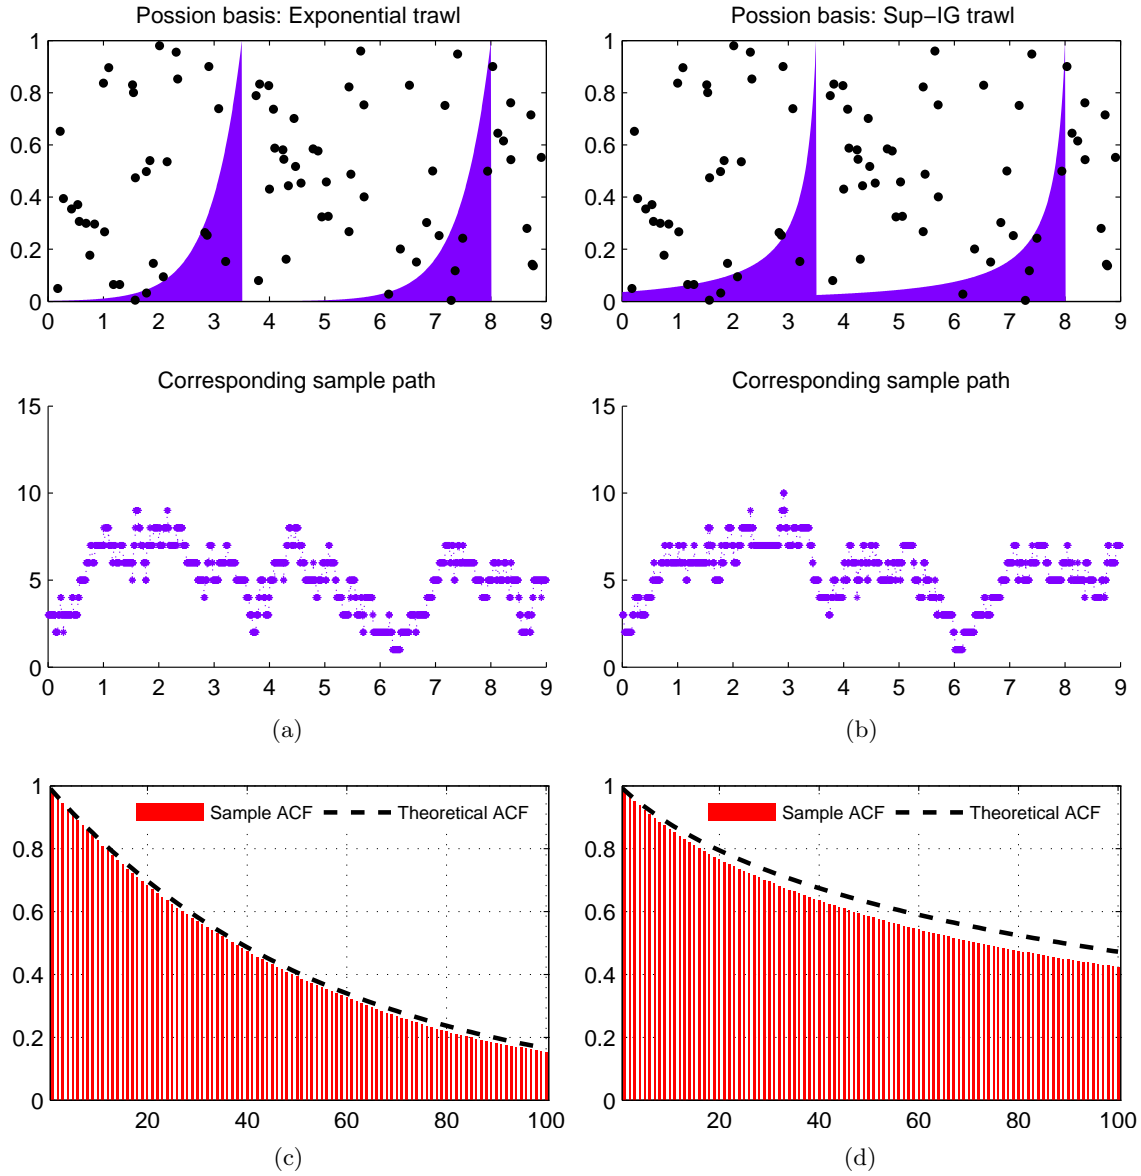 Possion basis: Exponential trawl
1
0.8
0.6
0.4
0.2
0
0 1 2 3 4 5 6 7 8 9
Possion basis: Sup−IG trawl
1
0.8
0.6
0.4
0.2
0
0 1 2 3 4 5 6 7 8 9
Corresponding sample path
15
10
5
0
0 1 2 3 4 5 6 7 8 9
(a)
Corresponding sample path
15
10
5
0
0 1 2 3 4 5 6 7 8 9
(b)
1
0.8
0.6
0.4
0.2
0
Sample ACF Theoretical ACF
20 40 60 80 100
(c)
1
0.8
0.6
0.4
0.2
0
Sample ACF Theoretical ACF
20 40 60 80 100
(d)